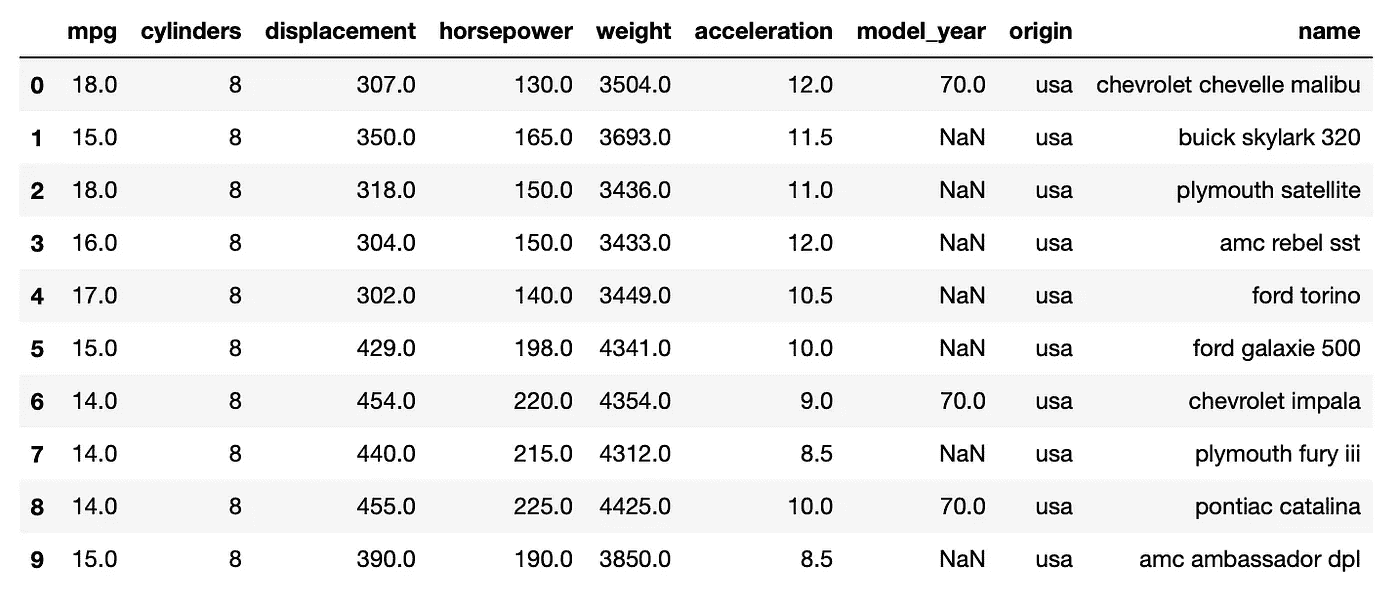 mpg cylinders displacement horsepower weight acceleration model_year origin name
0 18.0 8 307.0 130.0 3504.0 12.0 70.0 usa chevrolet chevelle malibu
1 15.0 8 350.0 165.0 3693.0 11.5 NaN usa buick skylark 320
2 18.0 8 318.0 150.0 3436.0 11.0 NaN usa plymouth satellite
3 16.0 8 304.0 150.0 3433.0 12.0 NaN usa amc rebel sst
4 17.0 8 302.0 140.0 3449.0 10.5 NaN usa ford torino
5 15.0 8 429.0 198.0 4341.0 10.0 NaN usa ford galaxie 500
6 14.0 8 454.0 220.0 4354.0 9.0 70.0 usa chevrolet impala
7 14.0 8 440.0 215.0 4312.0 8.5 NaN usa plymouth fury iii
8 14.0 8 455.0 225.0 4425.0 10.0 70.0 usa pontiac catalina
9 15.0 8 390.0 190.0 3850.0 8.5 NaN usa amc ambassador dpl